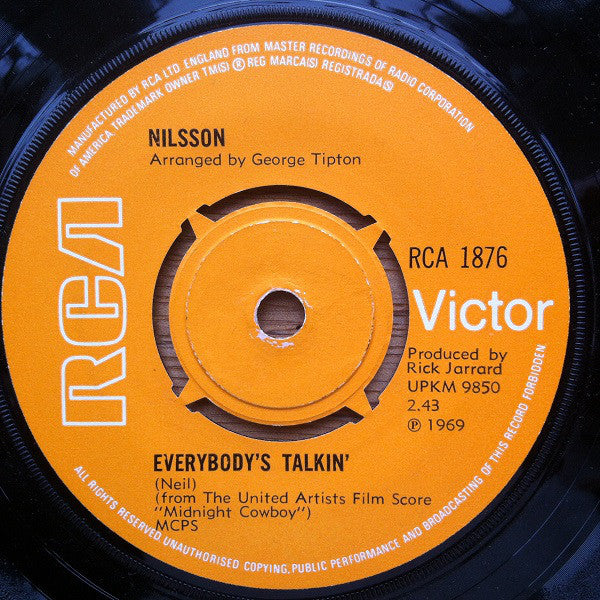 MANUFACTURED BY RCA LTD. ENGLAND FROM MASTER RECORDINGS OF RADIO CORPORATION
OF AMERICA TRADEMARK OWNER TM(S) ® REG MARCA(S) REGISTRADA(S)
NILSSON
Arranged by George Tipton
RCA
RCA 1876
Victor
Produced by
Rick Jarrard
UPKM 9850
2.43
℗ 1969
EVERYBODY'S TALKIN'
(Neil)
(from The United Artists Film Score
"Midnight Cowboy")
MCPS
ALL RIGHTS RESERVED.UNAUTHORISED COPYING,PUBLIC PERFORMANCE AND BROADCASTING OF THIS RECORD FORBIDDEN